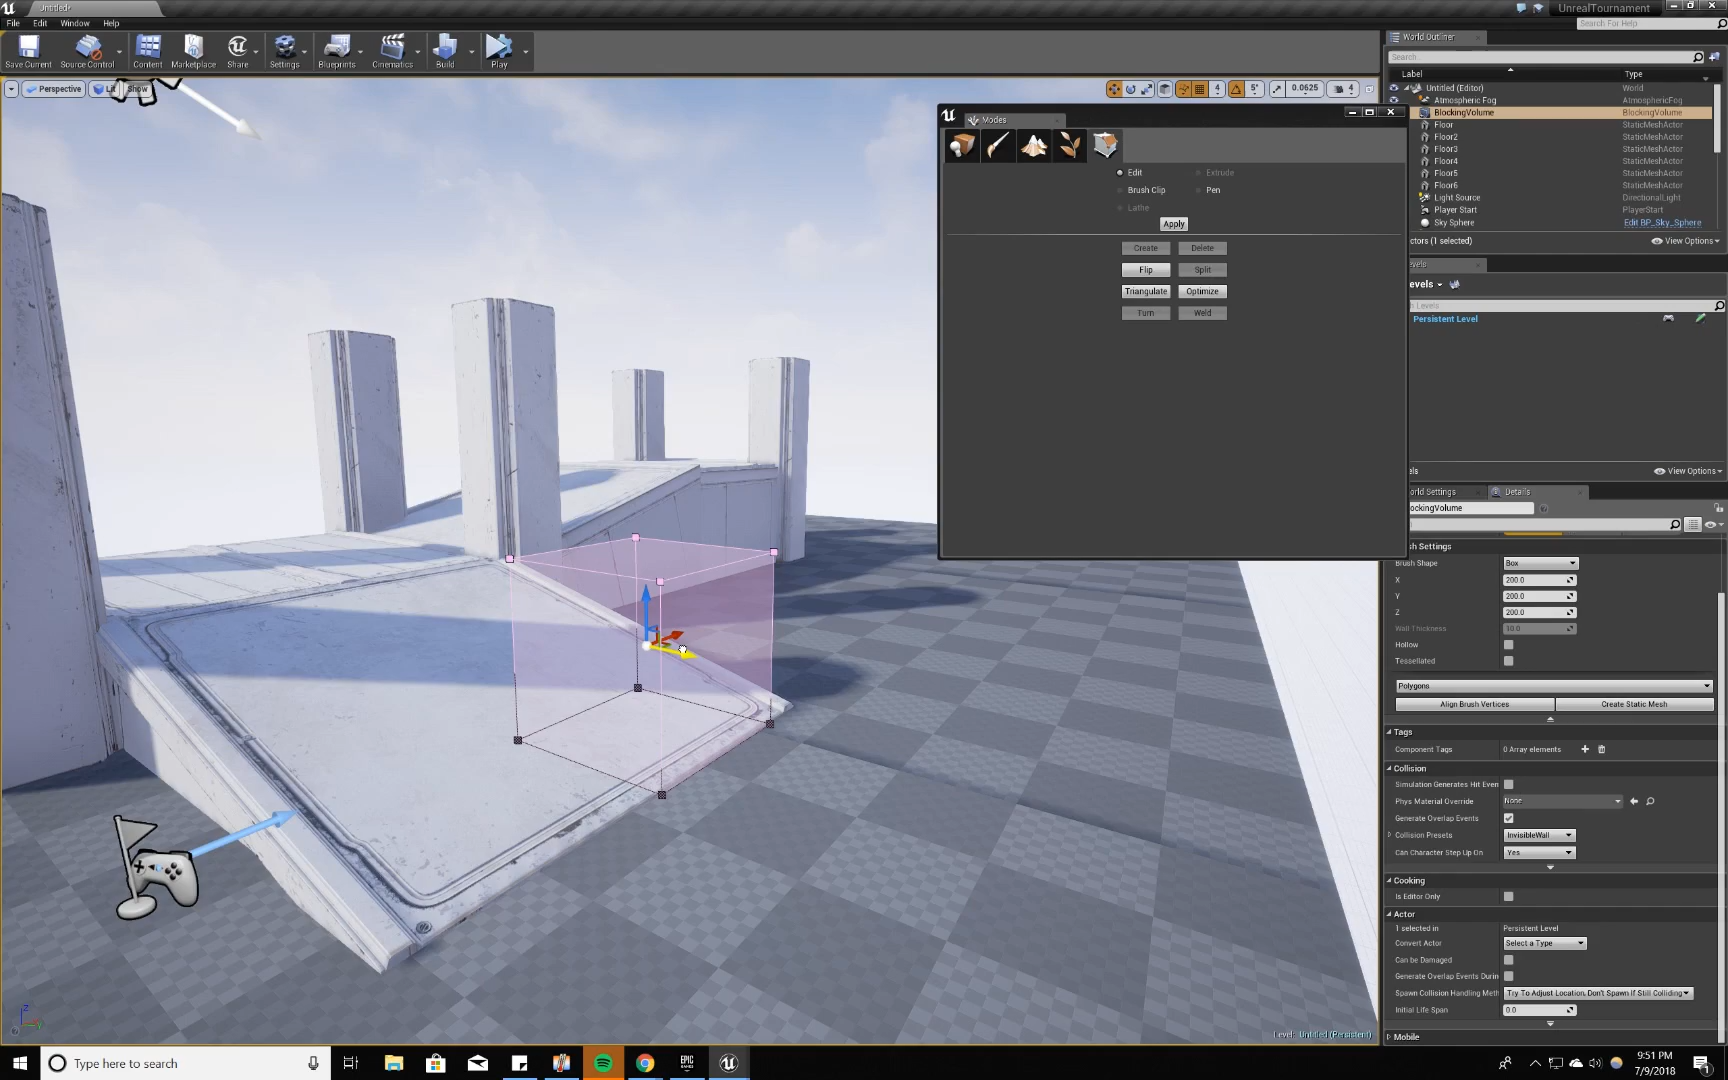 Untitled*
UnrealTournament
File Edit Window Help
Search For Help
Save Current Source Control Content Marketplace Share Settings Blueprints Cinematics Build Play
Perspective Lit Show
4 5° 0.0625 4
World Outliner
Search...
Label Type
Untitled (Editor) World
Atmospheric Fog AtmosphericFog
BlockingVolume BlockingVolume
Floor StaticMeshActor
Floor2 StaticMeshActor
Floor3 StaticMeshActor
Floor4 StaticMeshActor
Floor5 StaticMeshActor
Floor6 StaticMeshActor
Light Source DirectionalLight
Player Start PlayerStart
Sky Sphere Edit BP_Sky_Sphere
ctors (1 selected) View Options
Modes
Edit Extrude
Brush Clip Pen
Lathe
Apply
Create Delete
Flip Split
Triangulate Optimize
Turn Weld
evels
evels
h Levels
Persistent Level
els View Options
orld Settings Details
ockingVolume
sh Settings
Brush Shape Box
X 200.0
Y 200.0
Z 200.0
Wall Thickness 10.0
Hollow
Tessellated
Polygons
Align Brush Vertices Create Static Mesh
Tags
Component Tags 0 Array elements
Collision
Simulation Generates Hit Even
Phys Material Override None
Generate Overlap Events
Collision Presets InvisibleWall
Can Character Step Up On Yes
Cooking
Is Editor Only
Actor
1 selected in Persistent Level
Convert Actor Select a Type
Can be Damaged
Generate Overlap Events Durin
Spawn Collision Handling Meth Try To Adjust Location, Don't Spawn If Still Colliding
Initial Life Span 0.0
Mobile
Level: Untitled (Persistent)
Type here to search
EPIC GAMES
9:51 PM
7/9/2018
1